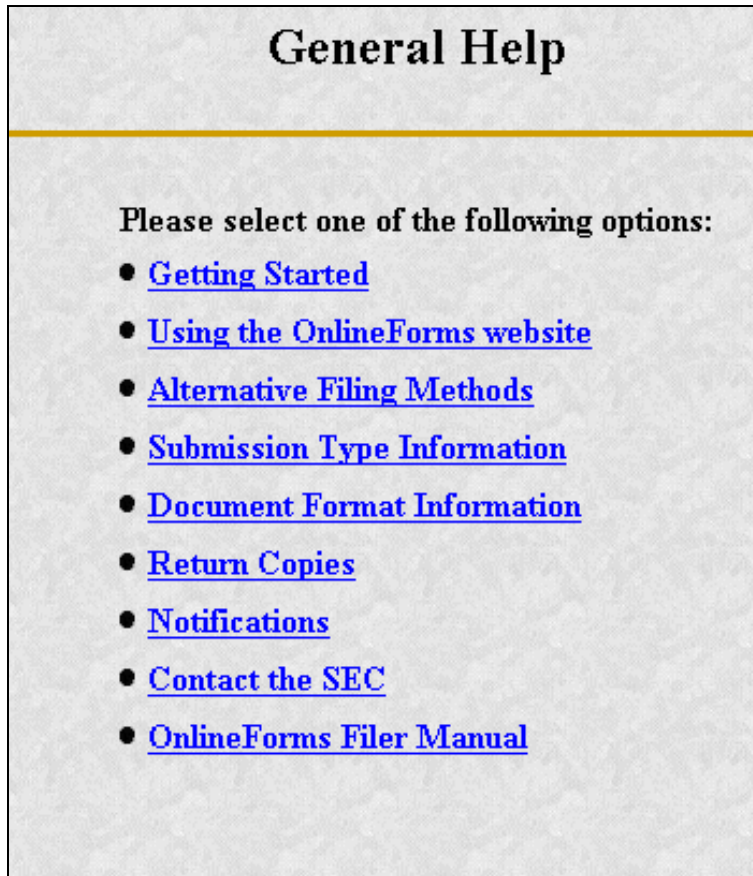 General Help
Please select one of the following options:
• Getting Started
• Using the OnlineForms website
• Alternative Filing Methods
• Submission Type Information
• Document Format Information
• Return Copies
• Notifications
• Contact the SEC
• OnlineForms Filer Manual